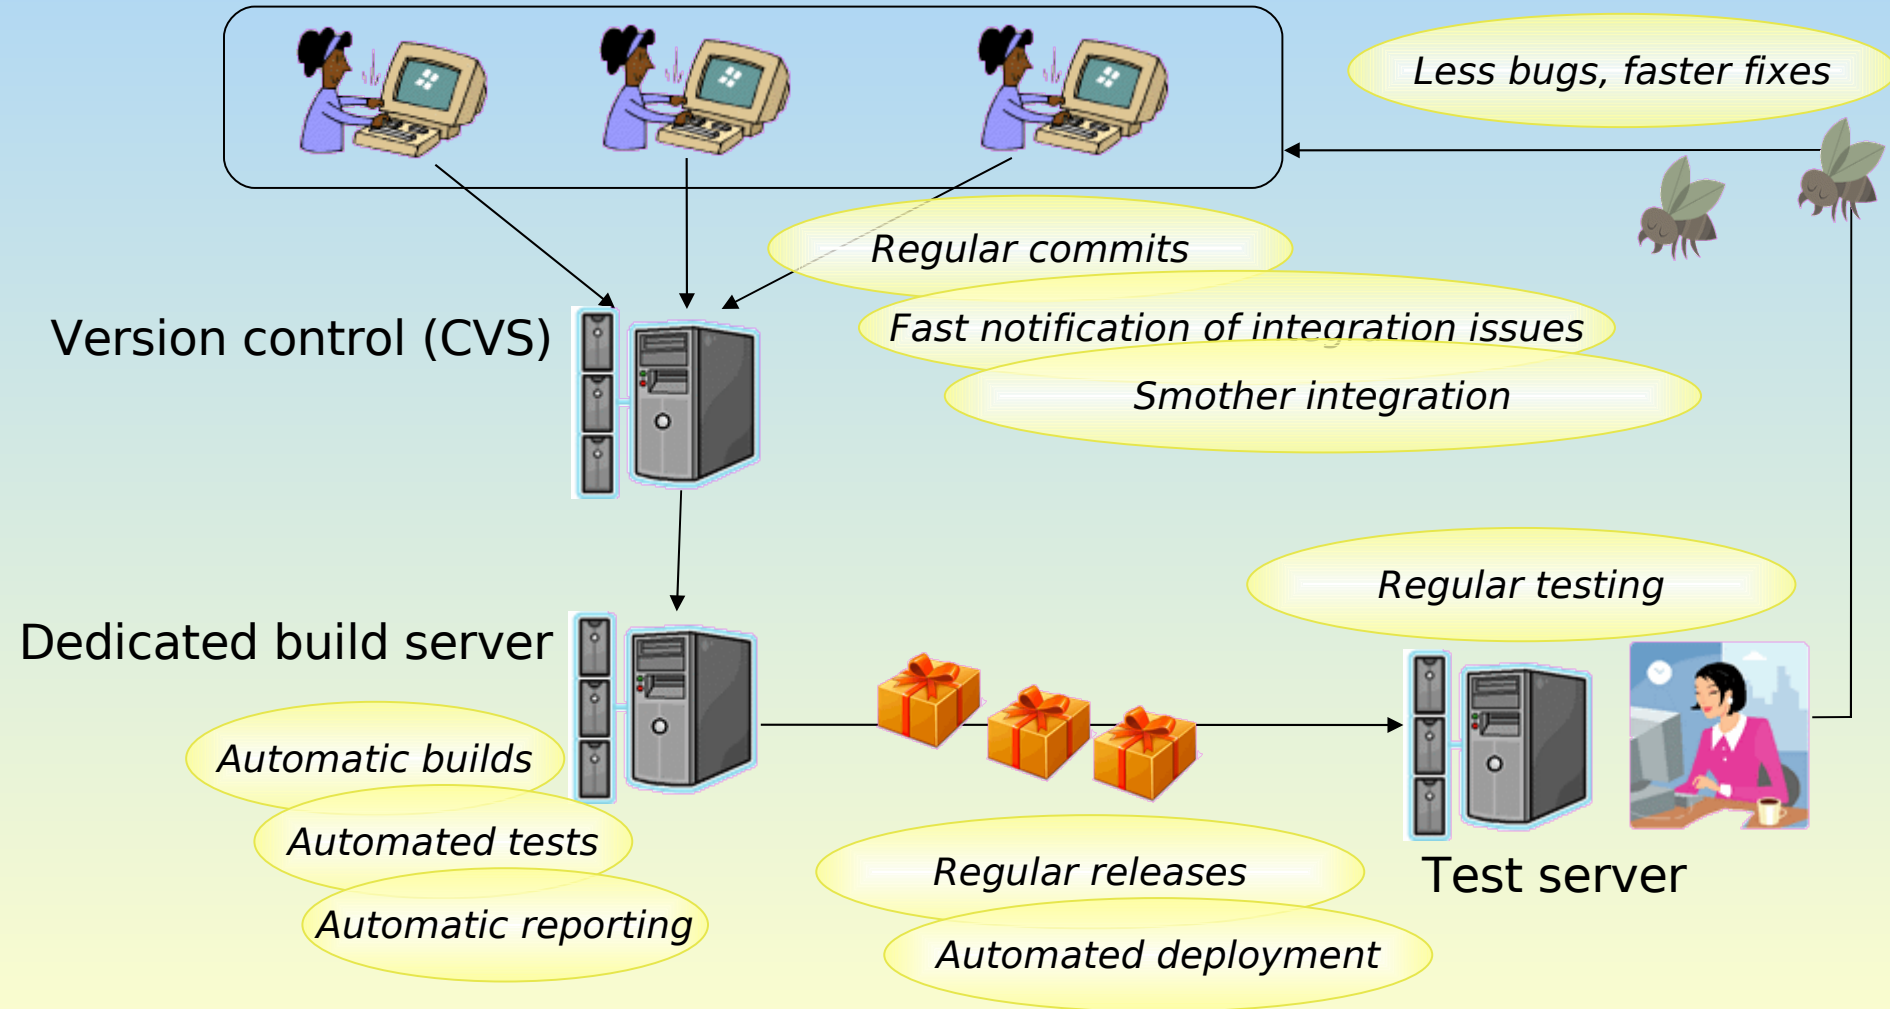 Less bugs, faster fixes
Regular commits
Version control (CVS)
Fast notification of integration issues
Smother integration
Regular testing
Dedicated build server
Automatic builds
Automated tests
Automatic reporting
Regular releases
Automated deployment
Test server